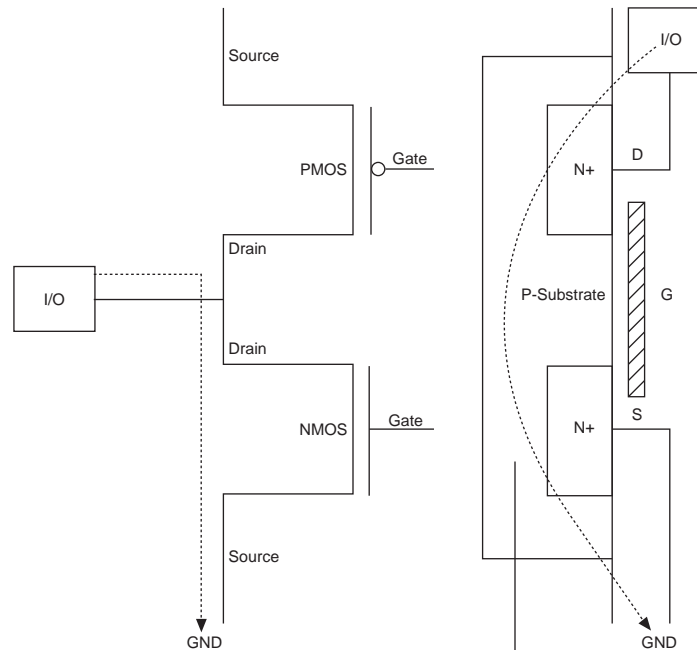 Source
PMOS
Gate
Drain
I/O
Drain
NMOS
Gate
Source
GND
I/O
D
N+
P-Substrate
G
S
N+
GND